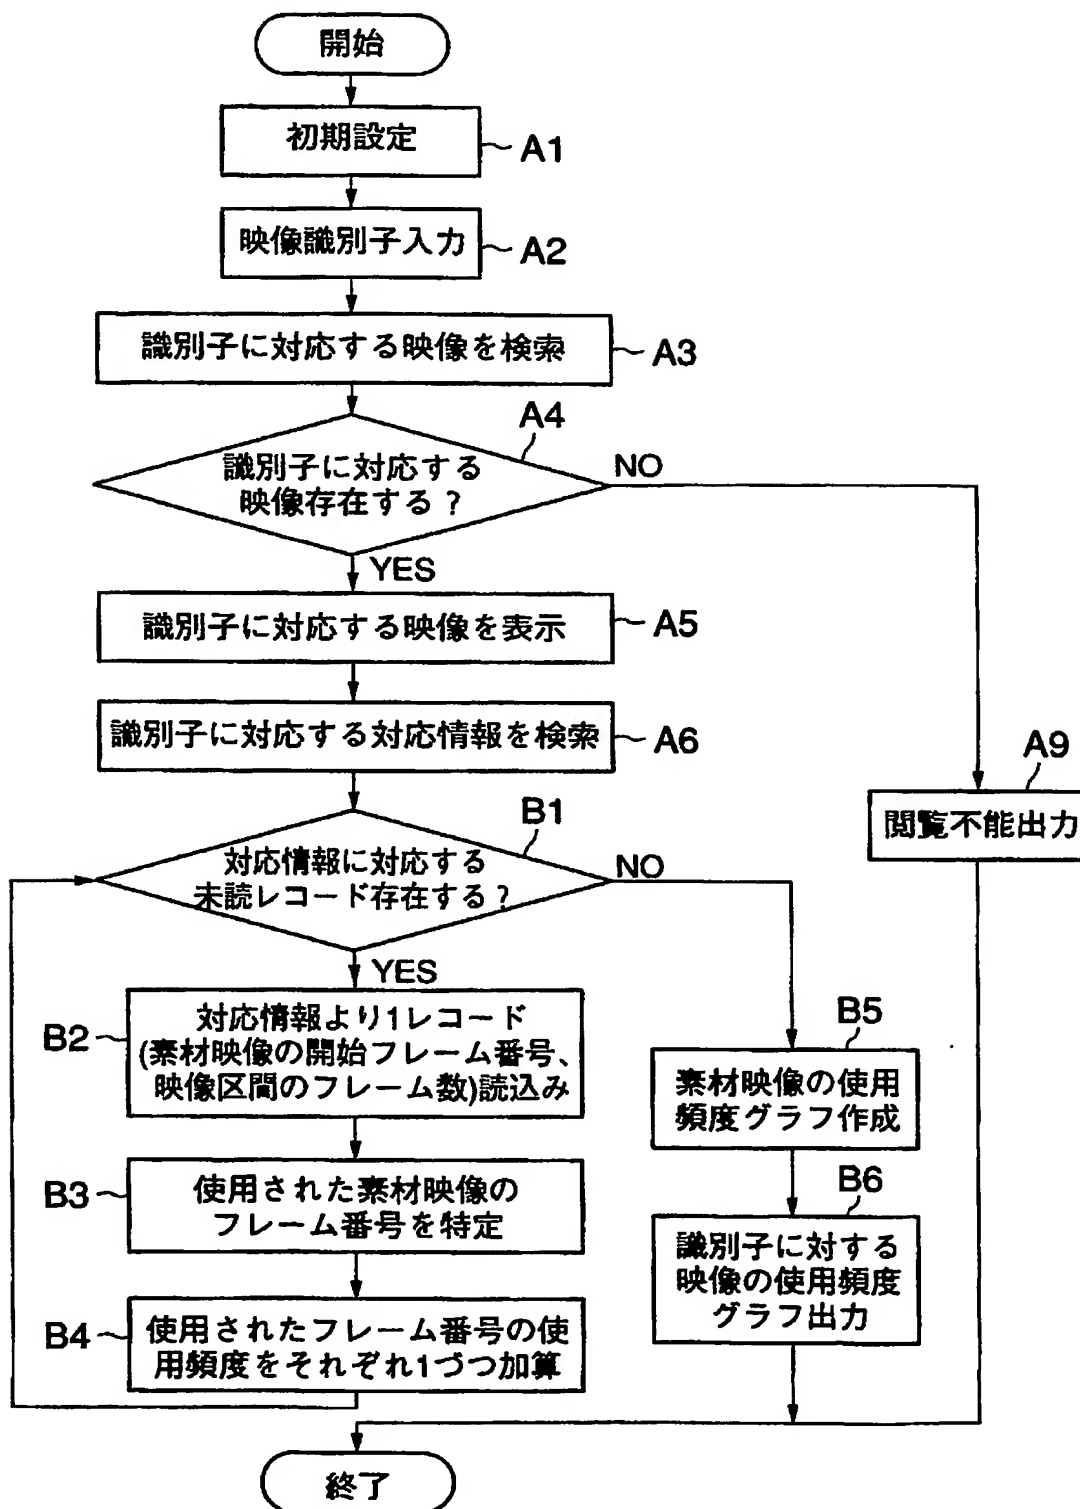 開始
初期設定
A1
映像識別子入力
A2
識別子に対応する映像を検索
A3
A4
識別子に対応する
映像存在する?
NO
YES
識別子に対応する映像を表示
A5
識別子に対応する対応情報を検索
A6
A9
閲覧不能出力
B1
対応情報に対応する
未読レコード存在する?
NO
YES
B2
対応情報より1レコード
(素材映像の開始フレーム番号、
映像区間のフレーム数)読込み
B5
素材映像の使用
頻度グラフ作成
B3
使用された素材映像の
フレーム番号を特定
B6
識別子に対する
映像の使用頻度
グラフ出力
B4
使用されたフレーム番号の使
用頻度をそれぞれ1づつ加算
終了